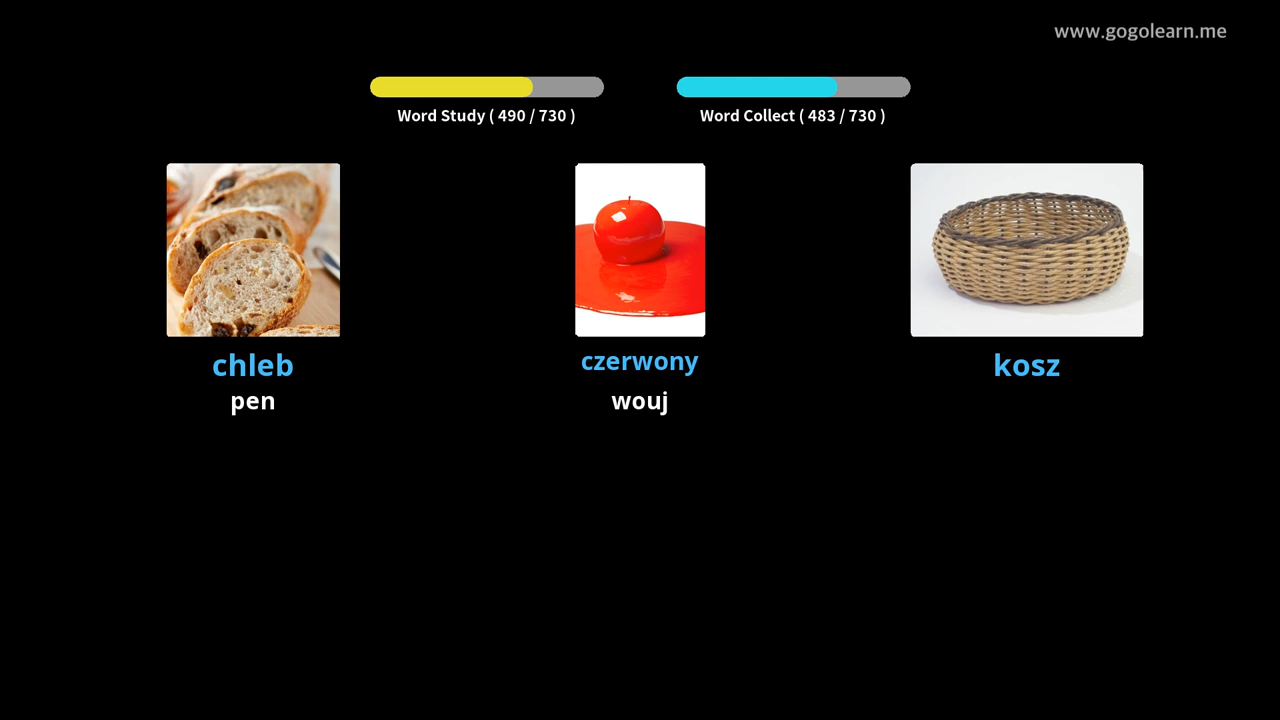 www.gogolearn.me
Word Study ( 490 / 730 )
Word Collect ( 483 / 730 )
chleb
czerwony
kosz
pen
wouj